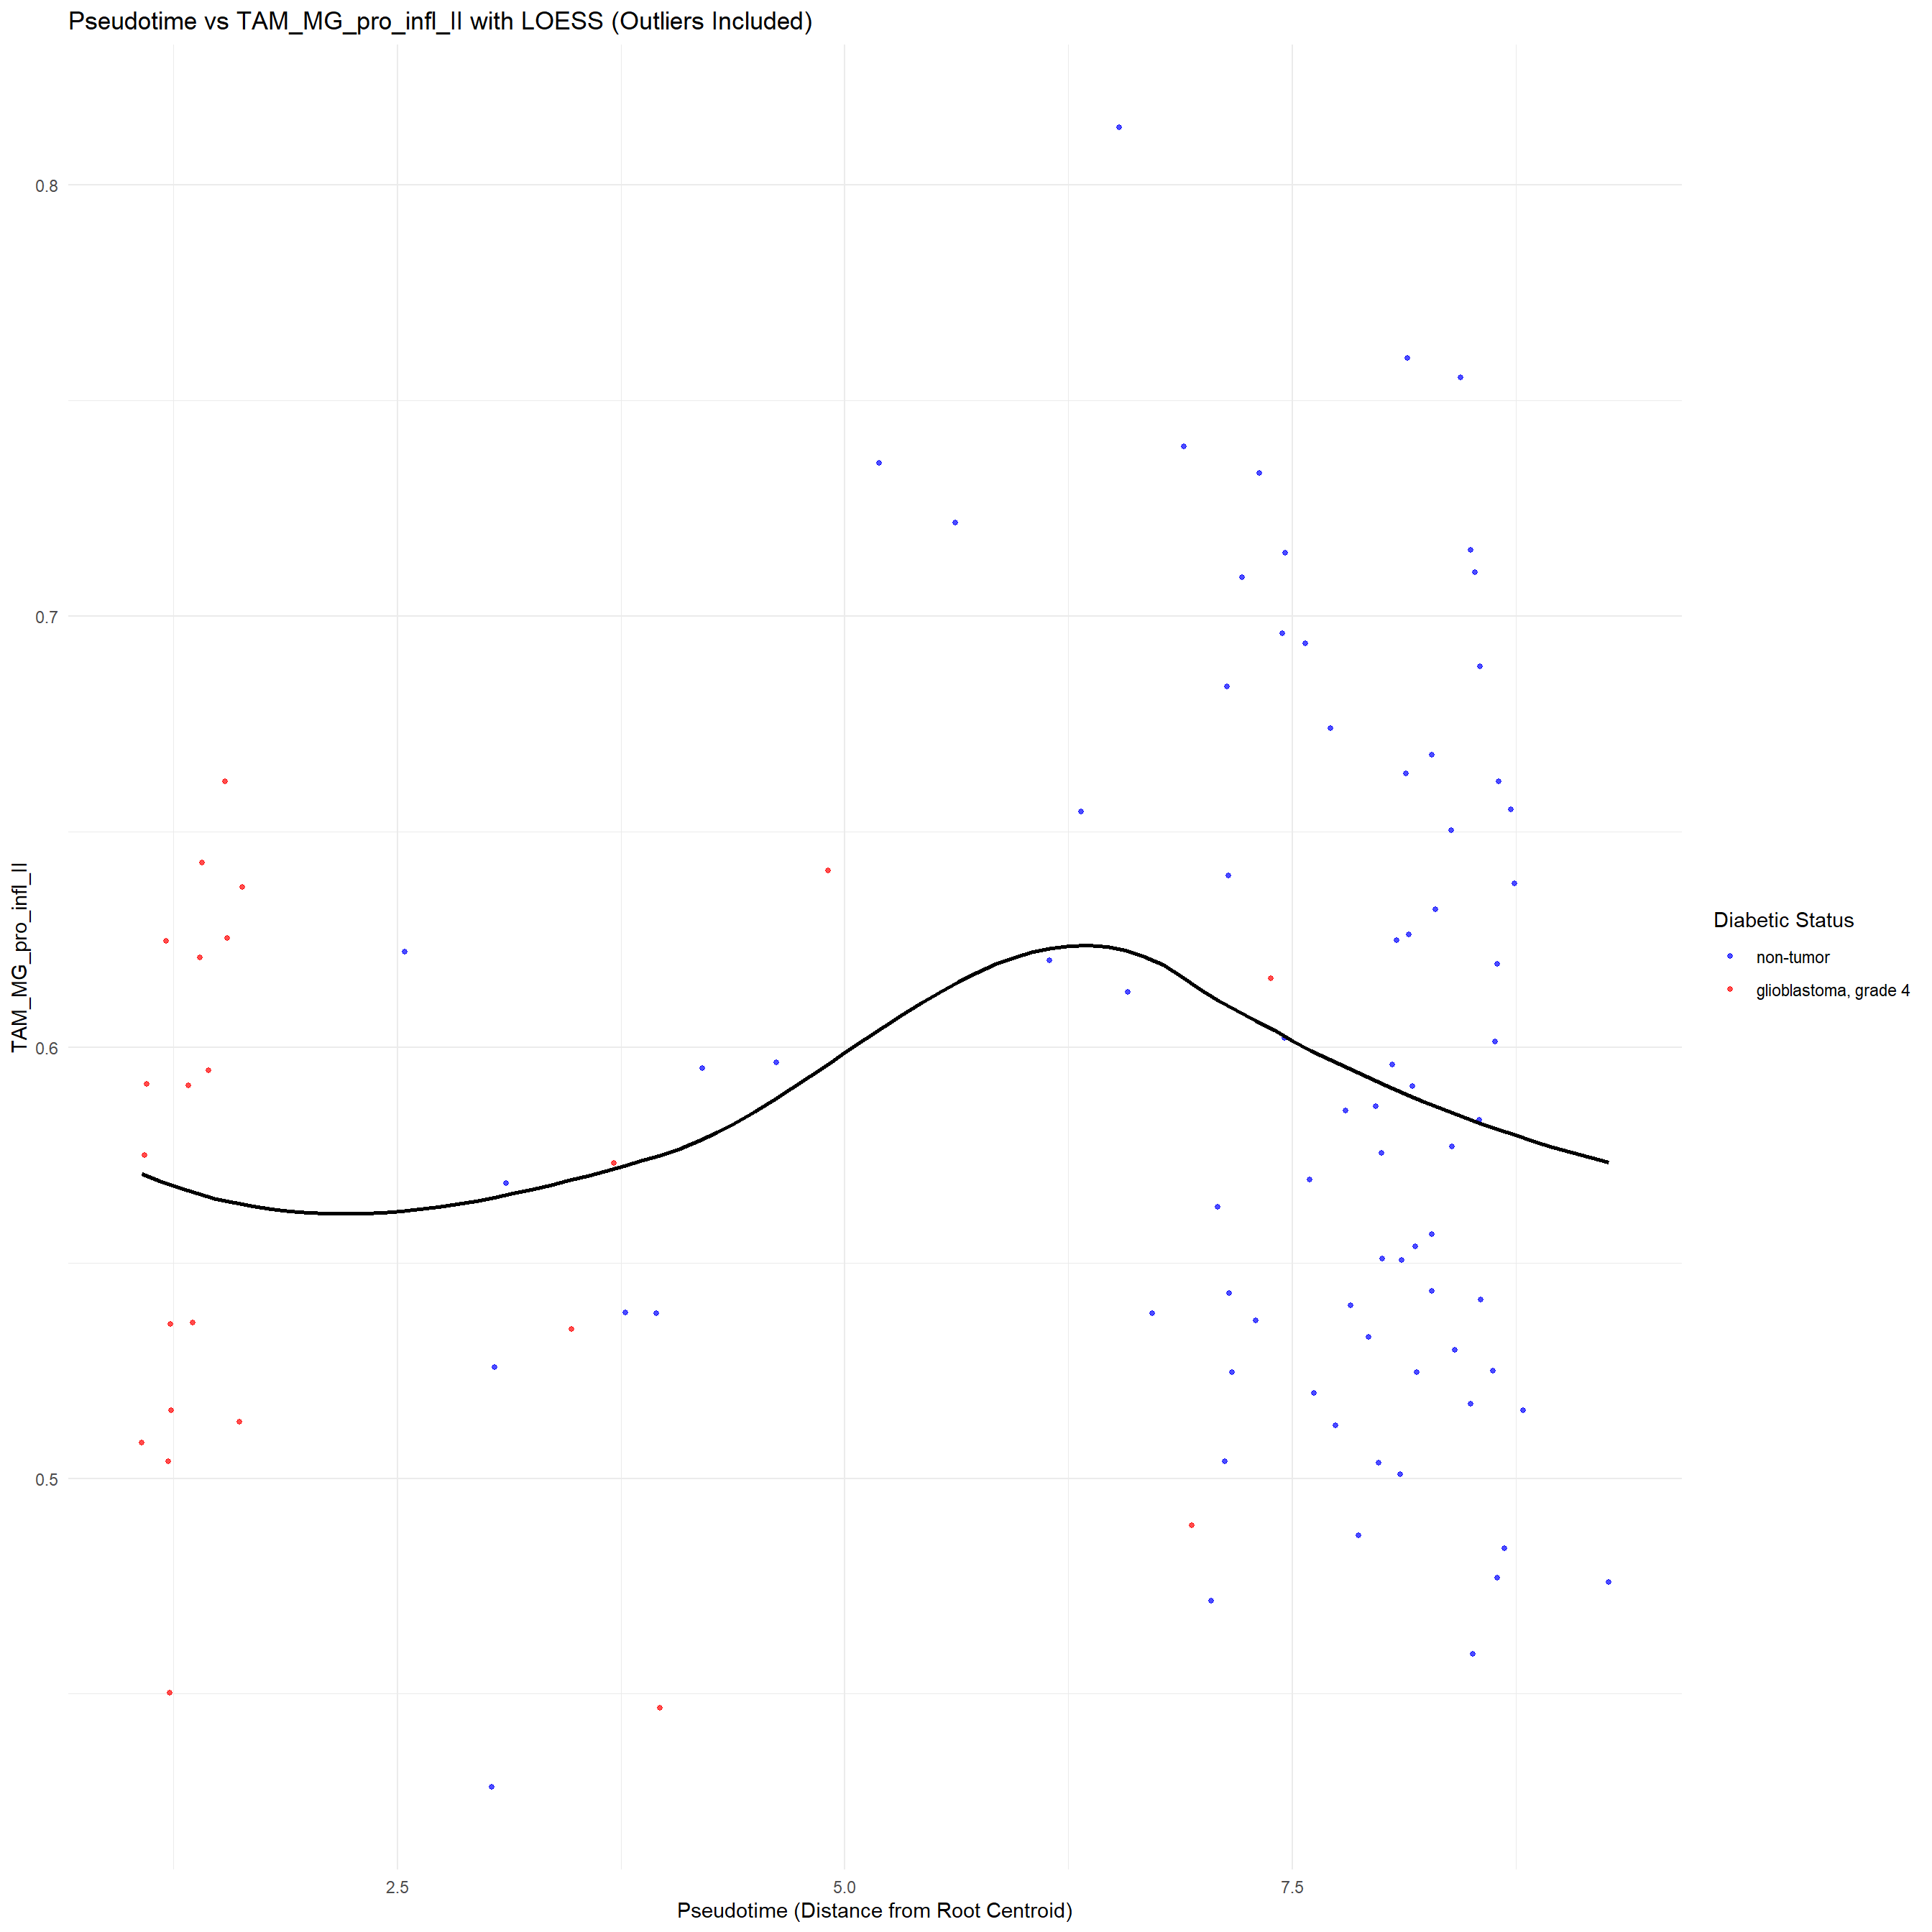 Pseudotime vs TAM_MG_pro_infl_II with LOESS (Outliers Included)
0.8
0.7
0.6
0.5
TAM_MG_pro_infl_II
2.5
5.0
7.5
Pseudotime (Distance from Root Centroid)
Diabetic Status
non-tumor
glioblastoma, grade 4